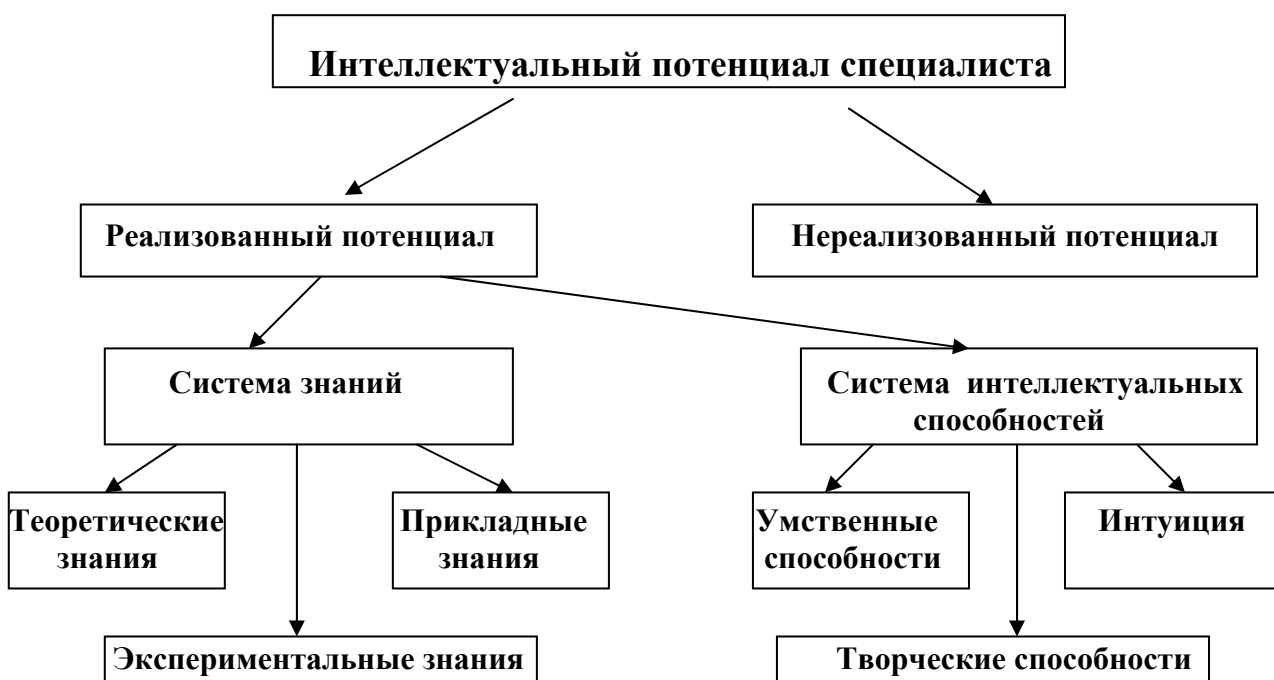 Интеллектуальный потенциал специалиста
Реализованный потенциал
Нереализованный потенциал
Система знаний
Система интеллектуальных
способностей
Теоретические
знания
Прикладные
знания
Умственные
способности
Интуиция
Экспериментальные знания
Творческие способности